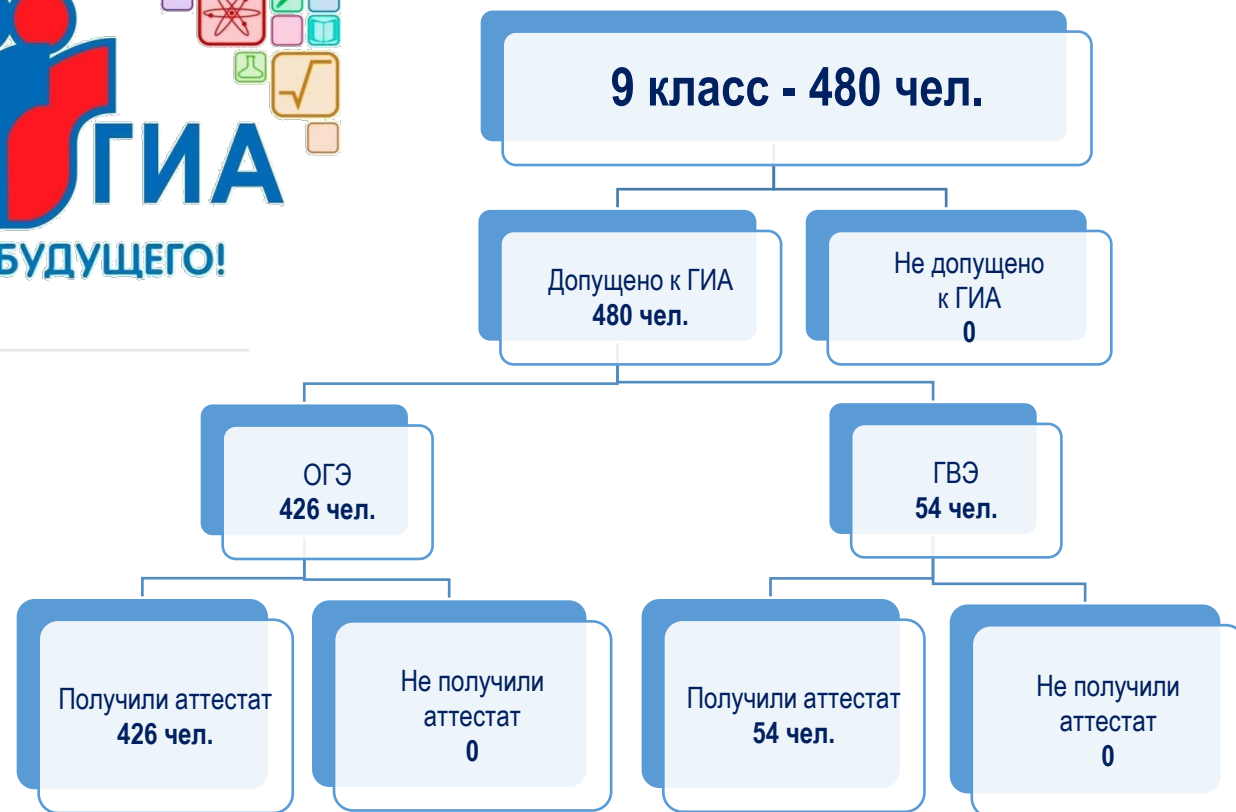 ГИА
БУДУЩЕГО!
9 класс - 480 чел.
Допущено к ГИА
480 чел.
Не допущено
к ГИА
0
ОГЭ
426 чел.
ГВЭ
54 чел.
Получили аттестат
426 чел.
Не получили
аттестат
0
Получили аттестат
54 чел.
Не получили
аттестат
0